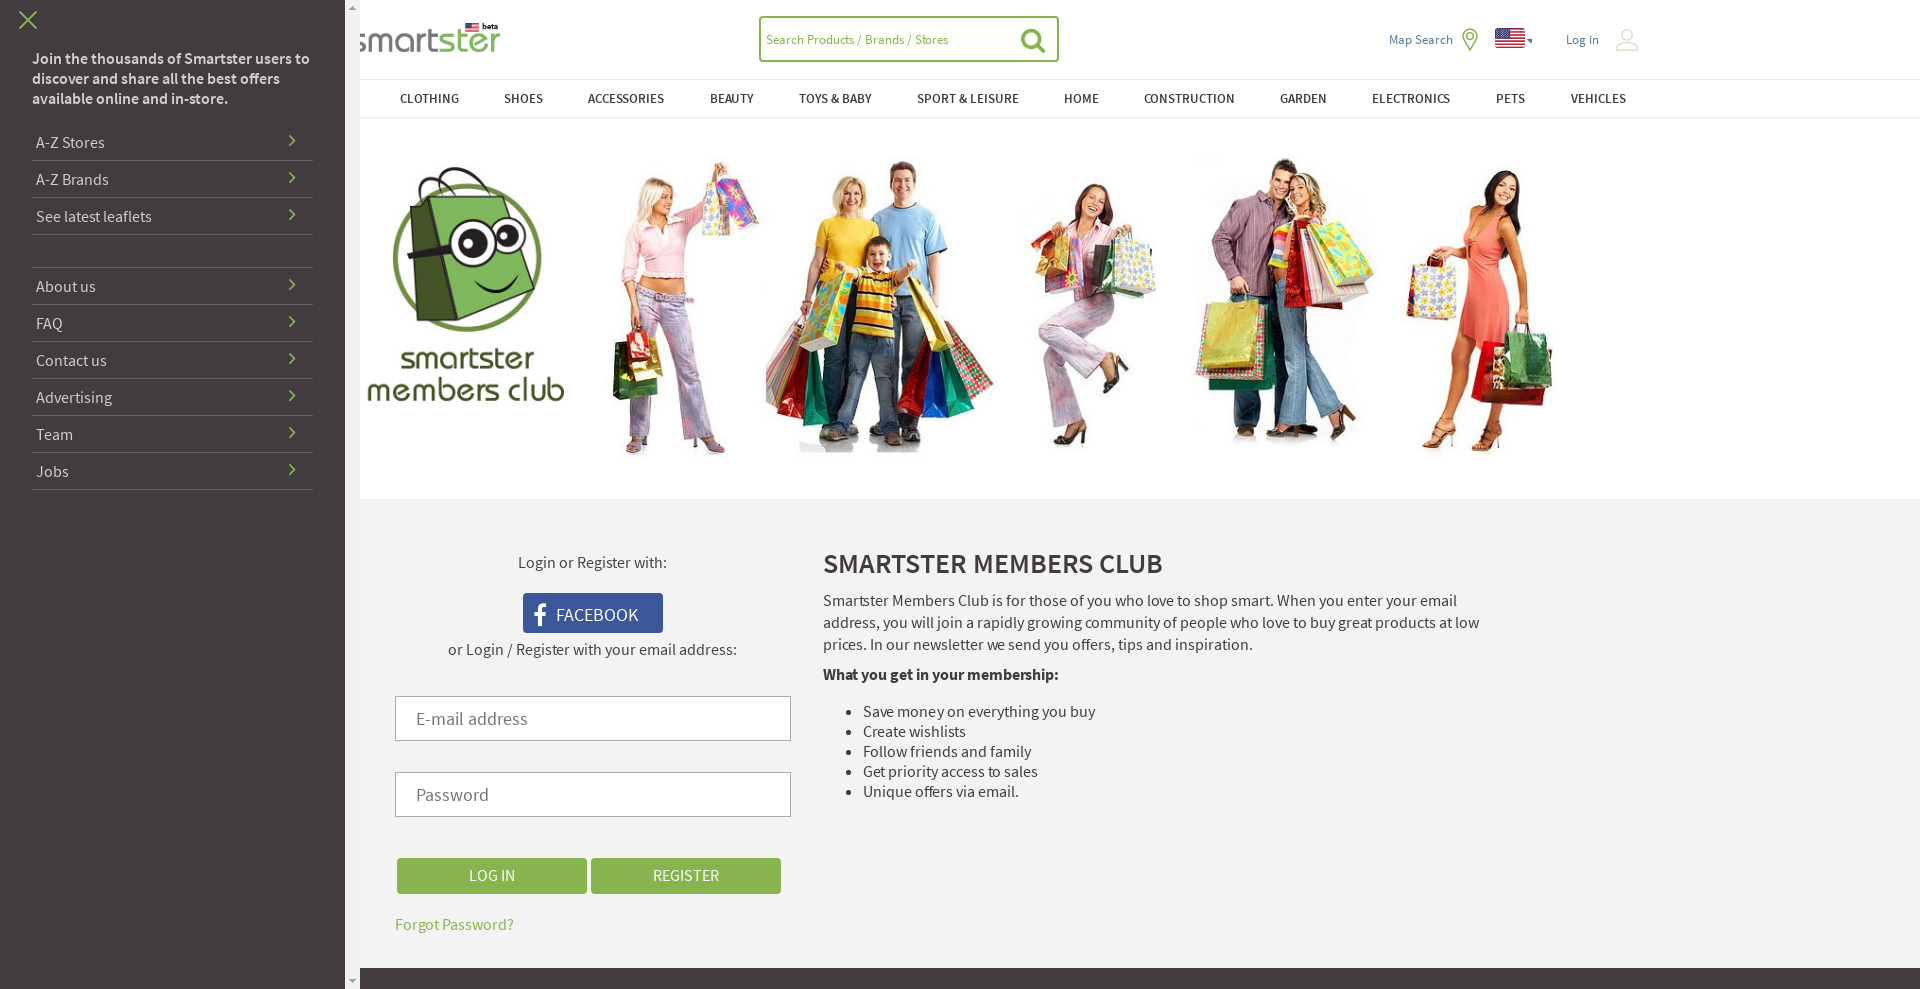 Join the thousands of Smartster users to
discover and share all the best offers
available online and in-store.
A-Z Stores
A-Z Brands
See latest leaflets
About us
FAQ
Contact us
Advertising
Team
Jobs
smartster beta
Search Products / Brands / Stores
Map Search
Log in
CLOTHING SHOES ACCESSORIES BEAUTY TOYS & BABY SPORT & LEISURE HOME CONSTRUCTION GARDEN ELECTRONICS PETS VEHICLES
smartster
members club
Login or Register with:
FACEBOOK
or Login / Register with your email address:
E-mail address
Password
LOG IN
REGISTER
Forgot Password?
SMARTSTER MEMBERS CLUB
Smartster Members Club is for those of you who love to shop smart. When you enter your email
address, you will join a rapidly growing community of people who love to buy great products at low
prices. In our newsletter we send you offers, tips and inspiration.
What you get in your membership:
Save money on everything you buy
Create wishlists
Follow friends and family
Get priority access to sales
Unique offers via email.